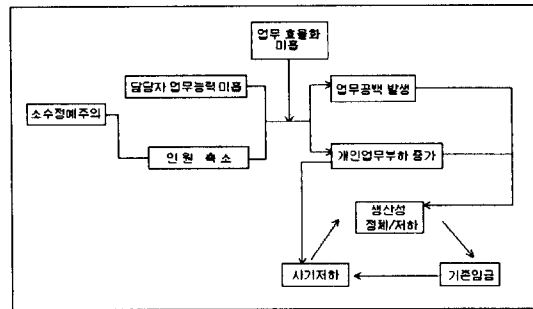 업무 효율화
미흡
담당자 업무능력 미흡
업무공백 발생
소수정예주의
인원 축소
개인업무부하 증가
생산성
정체/저하
사기저하
기존임금